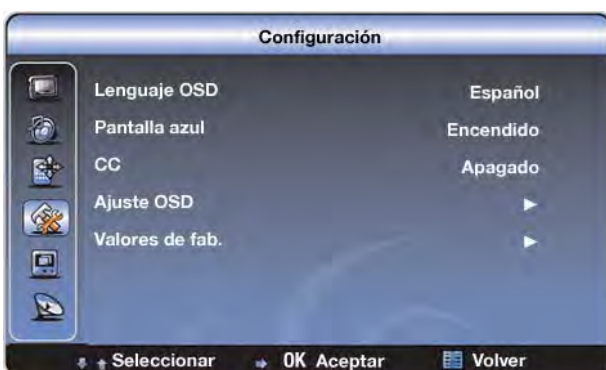 Configuración
Lenguaje OSD Español
Pantalla azul Encendido
CC Apagado
Ajuste OSD ►
Valores de fab. ►
Seleccionar OK Aceptar Volver